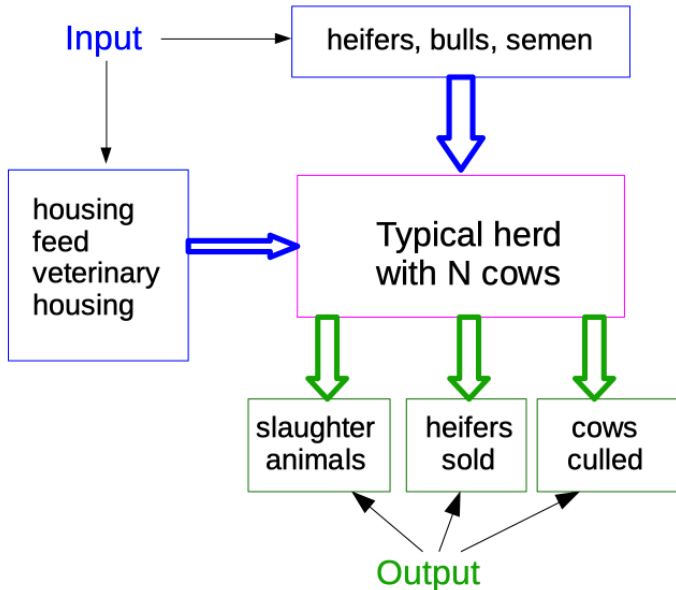 Input
heifers, bulls, semen
housing
feed
veterinary
housing
Typical herd
with N cows
slaughter
animals
heifers
sold
cows
culled
Output